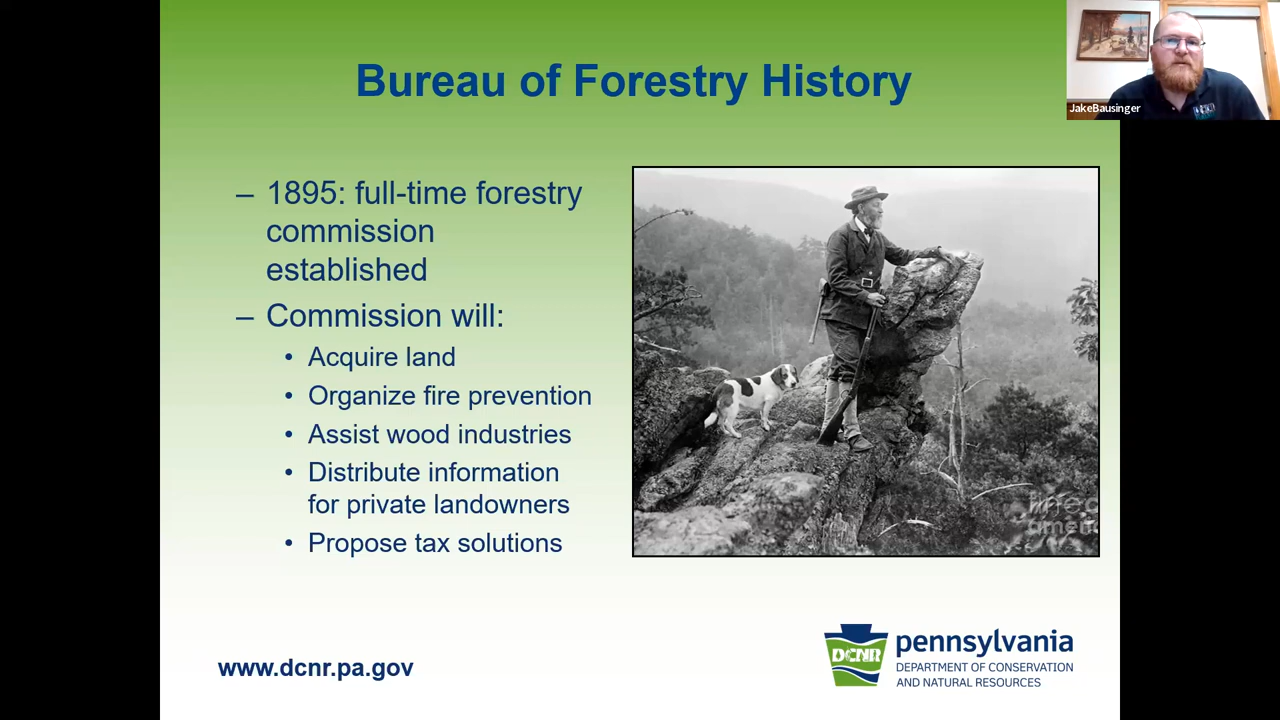 Bureau of Forestry History
JakeBausinger
– 1895: full-time forestry
commission
established
– Commission will:
• Acquire land
• Organize fire prevention
• Assist wood industries
• Distribute information
for private landowners
• Propose tax solutions
www.dcnr.pa.gov
DCNR
pennsylvania
DEPARTMENT OF CONSERVATION
AND NATURAL RESOURCES